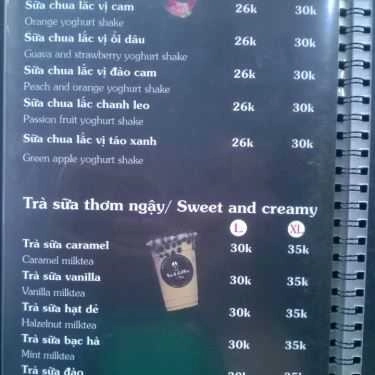 Sữa chua lắc vị cam 26k 30k
Orange yoghurt shake
Sữa chua lắc vị ổi dâu 26k 30k
Guava and strawberry yoghurt shake
Sữa chua lắc vị đào cam 26k 30k
Peach and orange yoghurt shake
Sữa chua lắc chanh leo 26k 30k
Passion fruit yoghurt shake
Sữa chua lắc vị táo xanh 26k 30k
Green apple yoghurt shake
Trà sữa thơm ngậy/ Sweet and creamy
L XL
Trà sữa caramel 30k 35k
Caramel milktea
Trà sữa vanilla 30k 35k
Vanilla milktea
Trà sữa hạt dẻ 30k 35k
Halzelnut milktea
Trà sữa bạc hà 30k 35k
Mint milktea
Trà sữa đào 30k 35k